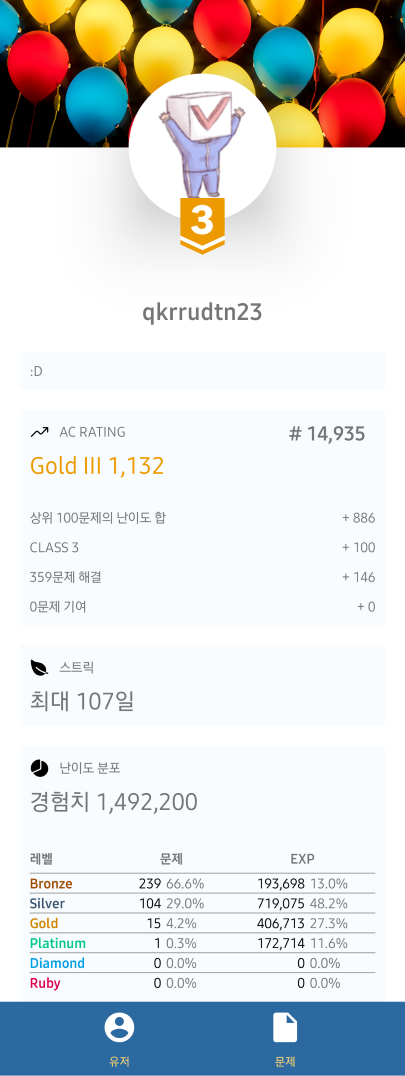 3
qkrrudtn23
:D
AC RATING # 14,935
Gold III 1,132
상위 100문제의 난이도 합 + 886
CLASS 3 + 100
359문제 해결 + 146
0문제 기여 + 0
스트릭
최대 107일
난이도 분포
경험치 1,492,200
레벨 문제 EXP
Bronze 239 66.6% 193,698 13.0%
Silver 104 29.0% 719,075 48.2%
Gold 15 4.2% 406,713 27.3%
Platinum 1 0.3% 172,714 11.6%
Diamond 0 0.0% 0 0.0%
Ruby 0 0.0% 0 0.0%
유저 문제